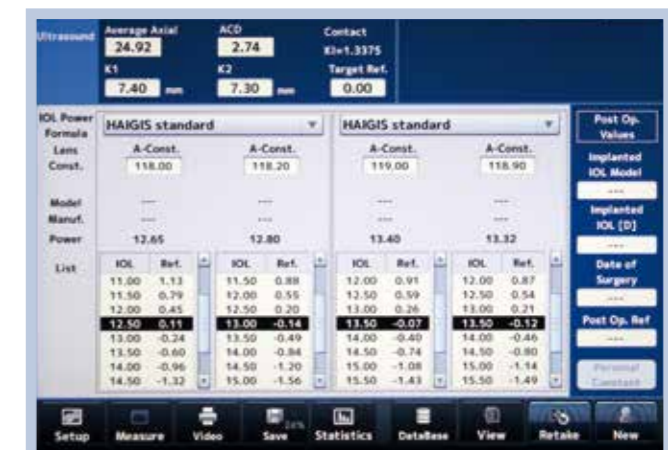 Ultrasound
Average Axial ACD Contact
24.92 2.74 KI=1.3375
K1 K2 Target Ref.
7.40 mm 7.30 mm 0.00
IOL Power Formula HAIGIS standard HAIGIS standard Post Op. Values
Lens Const. A-Const. A-Const. A-Const. A-Const. Implanted IOL Model
118.00 118.20 119.00 118.90 ---
Model --- --- --- --- Implanted IOL [D]
Manuf. --- --- --- --- ---
Power 12.65 12.80 13.40 13.32
List IOL Ref. IOL Ref. IOL Ref. IOL Ref. Date of Surgery
11.00 1.13 11.50 0.88 12.00 0.91 12.00 0.87
11.50 0.79 12.00 0.55 12.50 0.59 12.50 0.54 ---
12.00 0.45 12.50 0.20 13.00 0.26 13.00 0.21
12.50 0.11 13.00 -0.14 13.50 -0.07 13.50 -0.12 Post Op. Ref
13.00 -0.24 13.50 -0.49 14.00 -0.40 14.00 -0.46 ---
13.50 -0.60 14.00 -0.84 14.50 -0.74 14.50 -0.80
14.00 -0.96 14.50 -1.20 15.00 -1.08 15.00 -1.14 Personal Constant
14.50 -1.32 15.00 -1.56 15.50 -1.43 15.50 -1.49
Setup Measure Video Save 24% Statistics DataBase View Retake New